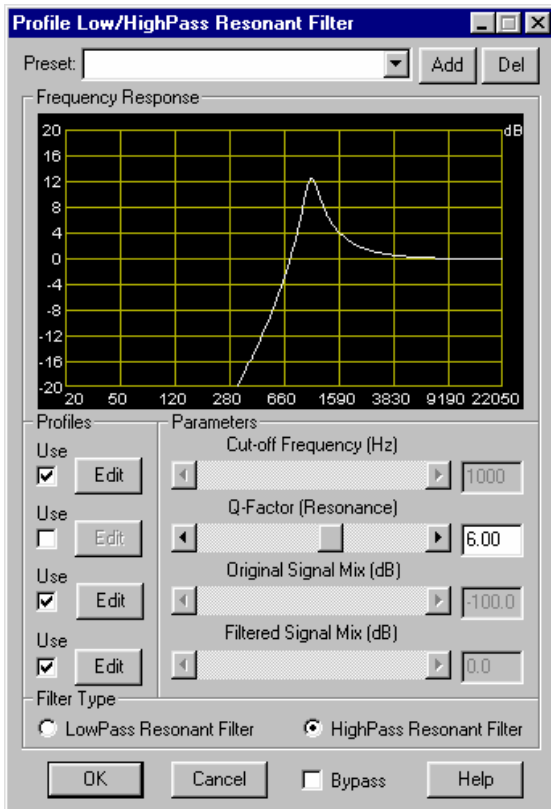 Profile Low/HighPass Resonant Filter
Preset: Add Del
Frequency Response
20 dB
16
12
8
4
0
-4
-8
-12
-16
-20
20 50 120 280 660 1590 3830 9190 22050
Profiles Parameters
Use Cut-off Frequency (Hz)
Edit 1000
Use Q-Factor (Resonance)
Edit 6.00
Use Original Signal Mix (dB)
Edit -100.0
Use Filtered Signal Mix (dB)
Edit 0.0
Filter Type
LowPass Resonant Filter HighPass Resonant Filter
OK Cancel Bypass Help